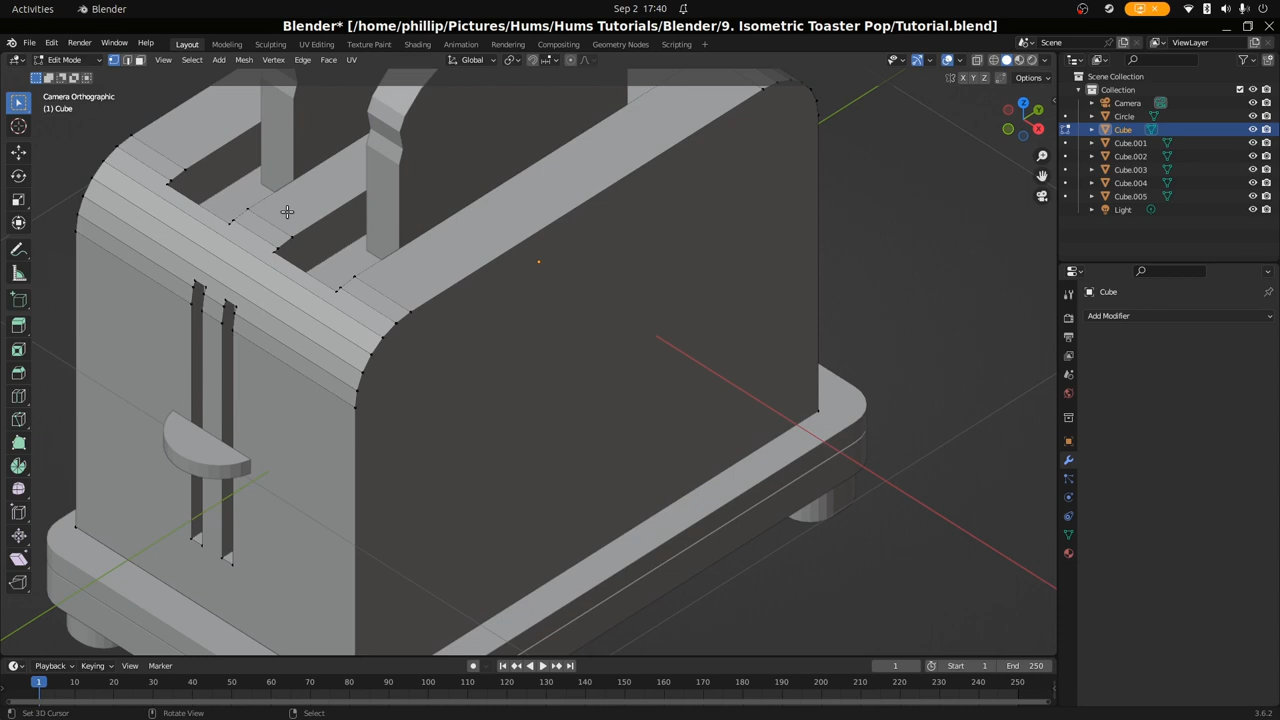 Activities Blender Sep 2 17:40
Blender* [/home/phillip/Pictures/Hums/Hums Tutorials/Blender/9. Isometric Toaster Pop/Tutorial.blend]
File Edit Render Window Help Layout Modeling Sculpting UV Editing Texture Paint Shading Animation Rendering Compositing Geometry Nodes Scripting + Scene ViewLayer
Edit Mode View Select Add Mesh Vertex Edge Face UV Global
X Y Z Options
Camera Orthographic
(1) Cube
Z
Y
X
Scene Collection
Collection
Camera
Circle
Cube
Cube.001
Cube.002
Cube.003
Cube.004
Cube.005
Light
Cube
Add Modifier
Playback Keying View Marker 1 Start 1 End 250
1 10 20 30 40 50 60 70 80 90 100 110 120 130 140 150 160 170 180 190 200 210 220 230 240 250
Set 3D Cursor Rotate View Select 3.6.2